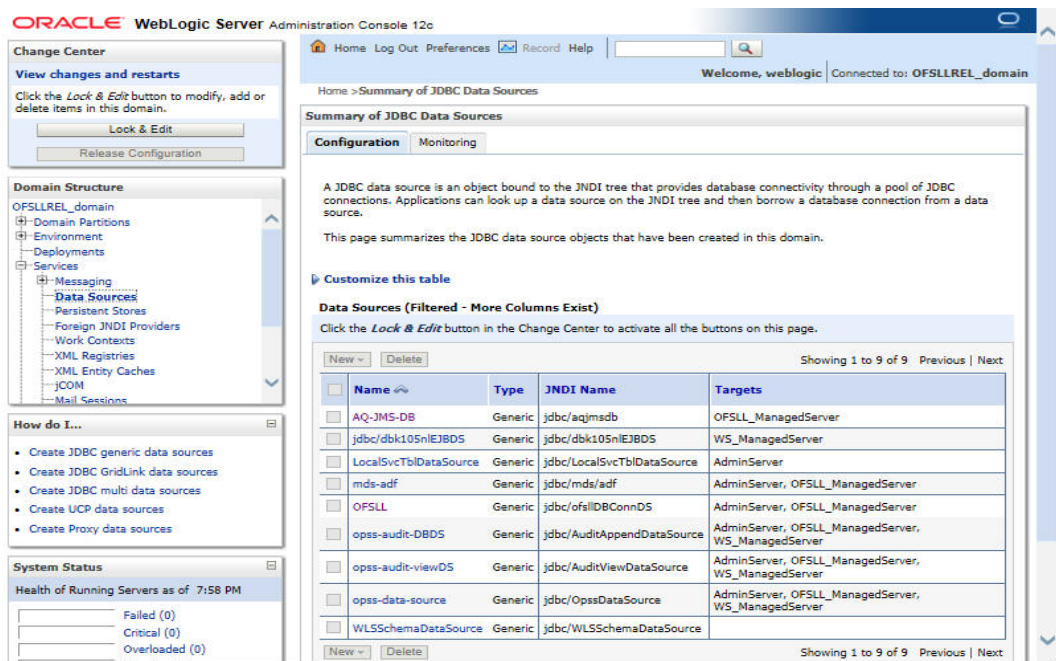 ORACLE WebLogic Server Administration Console 12c
Change Center
View changes and restarts
Click the Lock & Edit button to modify, add or
delete items in this domain.
Lock & Edit
Release Configuration
Domain Structure
OFSLLREL_domain
Domain Partitions
Environment
Deployments
Services
Messaging
Data Sources
Persistent Stores
Foreign JNDI Providers
Work Contexts
XML Registries
XML Entity Caches
jCOM
Mail Sessions
How do I...
Create JDBC generic data sources
Create JDBC GridLink data sources
Create JDBC multi data sources
Create UCP data sources
Create Proxy data sources
System Status
Health of Running Servers as of 7:58 PM
Failed (0)
Critical (0)
Overloaded (0)
Home Log Out Preferences Record Help
Welcome, weblogic Connected to: OFSLLREL_domain
Home >Summary of JDBC Data Sources
Summary of JDBC Data Sources
Configuration Monitoring
A JDBC data source is an object bound to the JNDI tree that provides database connectivity through a pool of JDBC
connections. Applications can look up a data source on the JNDI tree and then borrow a database connection from a data
source.
This page summarizes the JDBC data source objects that have been created in this domain.
Customize this table
Data Sources (Filtered - More Columns Exist)
Click the Lock & Edit button in the Change Center to activate all the buttons on this page.
New Delete Showing 1 to 9 of 9 Previous | Next
Name Type JNDI Name Targets
AQ-JMS-DB Generic jdbc/aqjmsdb OFSLL_ManagedServer
jdbc/dbk105nlEJBDS Generic jdbc/dbk105nlEJBDS WS_ManagedServer
LocalSvcTblDataSource Generic jdbc/LocalSvcTblDataSource AdminServer
mds-adf Generic jdbc/mds/adf AdminServer, OFSLL_ManagedServer
OFSLL Generic jdbc/ofsllDBConnDS AdminServer, OFSLL_ManagedServer
opss-audit-DBDS Generic jdbc/AuditAppendDataSource AdminServer, OFSLL_ManagedServer,
WS_ManagedServer
opss-audit-viewDS Generic jdbc/AuditViewDataSource AdminServer, OFSLL_ManagedServer,
WS_ManagedServer
opss-data-source Generic jdbc/OpssDataSource AdminServer, OFSLL_ManagedServer,
WS_ManagedServer
WLSSchemaDataSource Generic jdbc/WLSSchemaDataSource
New Delete Showing 1 to 9 of 9 Previous | Next